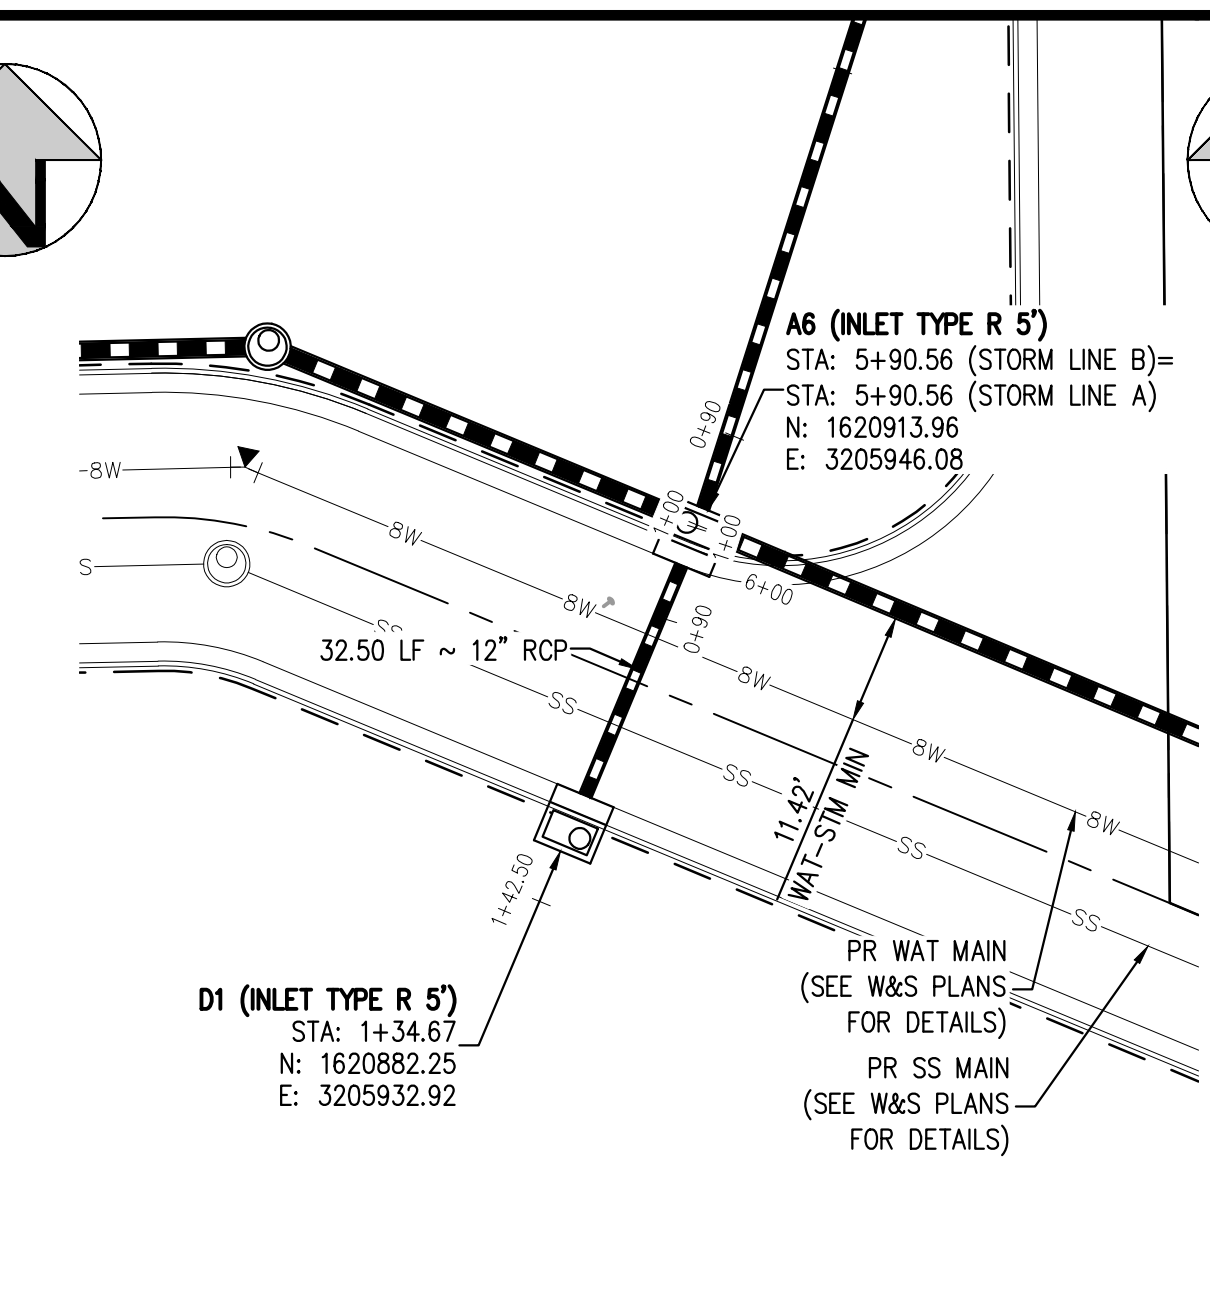 N
A6 (INLET TYPE R 5')
STA: 5+90.56 (STORM LINE B)=
STA: 5+90.56 (STORM LINE A)
N: 1620913.96
E: 3205946.08
0+90
-8W
8W
1+00
1+00
S
8W
6+00
SS
0+90
32.50 LF ~ 12" RCP
8W
SS
8W
SS
11.42'
WAT-STM MIN
8W
SS
1+42.50
SS
PR WAT MAIN
(SEE W&S PLANS
FOR DETAILS)
D1 (INLET TYPE R 5')
STA: 1+34.67
N: 1620882.25
E: 3205932.92
PR SS MAIN
(SEE W&S PLANS
FOR DETAILS)